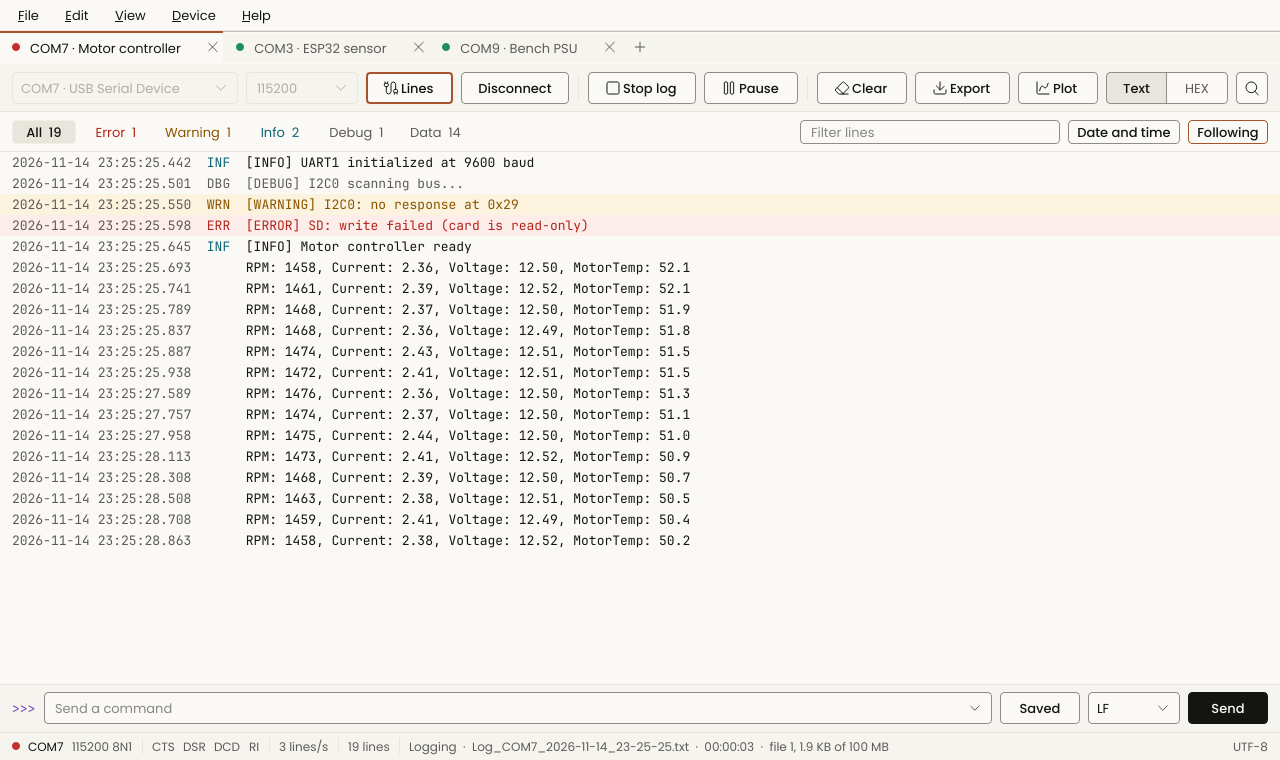 File Edit View Device Help
COM7 · Motor controller COM3 · ESP32 sensor COM9 · Bench PSU
COM7 · USB Serial Device 115200 Lines Disconnect Stop log Pause Clear Export Plot Text HEX
All 19 Error 1 Warning 1 Info 2 Debug 1 Data 14 Filter lines Date and time Following
2026-11-14 23:25:25.442 INF [INFO] UART1 initialized at 9600 baud
2026-11-14 23:25:25.501 DBG [DEBUG] I2C0 scanning bus...
2026-11-14 23:25:25.550 WRN [WARNING] I2C0: no response at 0x29
2026-11-14 23:25:25.598 ERR [ERROR] SD: write failed (card is read-only)
2026-11-14 23:25:25.645 INF [INFO] Motor controller ready
2026-11-14 23:25:25.693 RPM: 1458, Current: 2.36, Voltage: 12.50, MotorTemp: 52.1
2026-11-14 23:25:25.741 RPM: 1461, Current: 2.39, Voltage: 12.52, MotorTemp: 52.1
2026-11-14 23:25:25.789 RPM: 1468, Current: 2.37, Voltage: 12.50, MotorTemp: 51.9
2026-11-14 23:25:25.837 RPM: 1468, Current: 2.36, Voltage: 12.49, MotorTemp: 51.8
2026-11-14 23:25:25.887 RPM: 1474, Current: 2.43, Voltage: 12.51, MotorTemp: 51.5
2026-11-14 23:25:25.938 RPM: 1472, Current: 2.41, Voltage: 12.51, MotorTemp: 51.5
2026-11-14 23:25:27.589 RPM: 1476, Current: 2.36, Voltage: 12.50, MotorTemp: 51.3
2026-11-14 23:25:27.757 RPM: 1474, Current: 2.37, Voltage: 12.50, MotorTemp: 51.1
2026-11-14 23:25:27.958 RPM: 1475, Current: 2.44, Voltage: 12.50, MotorTemp: 51.0
2026-11-14 23:25:28.113 RPM: 1473, Current: 2.41, Voltage: 12.52, MotorTemp: 50.9
2026-11-14 23:25:28.308 RPM: 1468, Current: 2.39, Voltage: 12.50, MotorTemp: 50.7
2026-11-14 23:25:28.508 RPM: 1463, Current: 2.38, Voltage: 12.51, MotorTemp: 50.5
2026-11-14 23:25:28.708 RPM: 1459, Current: 2.41, Voltage: 12.49, MotorTemp: 50.4
2026-11-14 23:25:28.863 RPM: 1458, Current: 2.38, Voltage: 12.52, MotorTemp: 50.2
>>> Send a command Saved LF Send
COM7 115200 8N1 CTS DSR DCD RI 3 lines/s 19 lines Logging · Log_COM7_2026-11-14_23-25-25.txt · 00:00:03 · file 1, 1.9 KB of 100 MB UTF-8